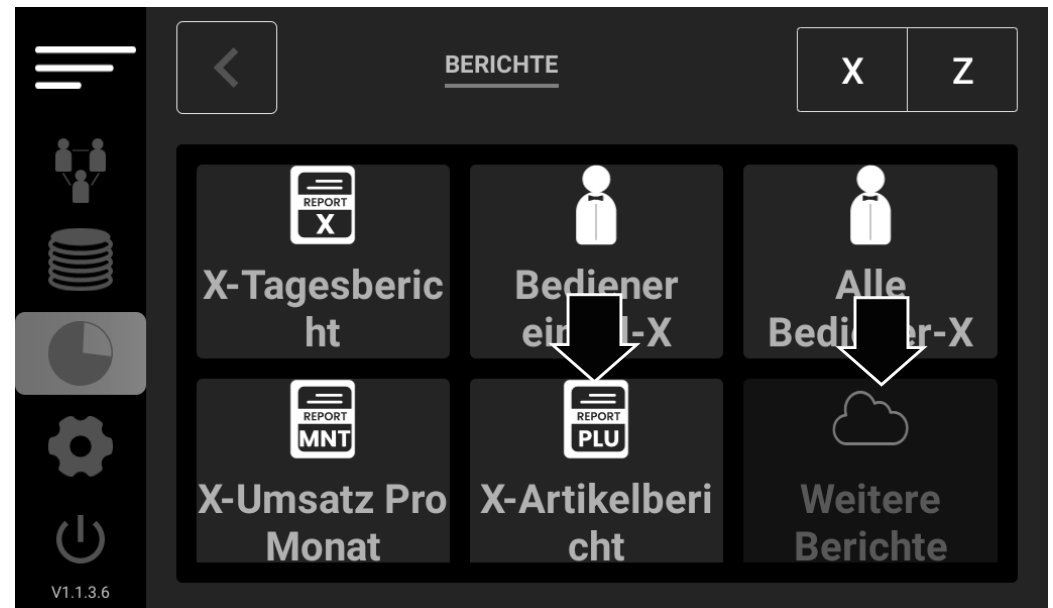 BERICHTE
X Z
REPORT
X
X-Tagesberic
ht
Bediener
Alle
REPORT
MNT
X-Umsatz Pro
Monat
REPORT
PLU
X-Artikelberi
cht
Weitere
Berichte
V1.1.3.6